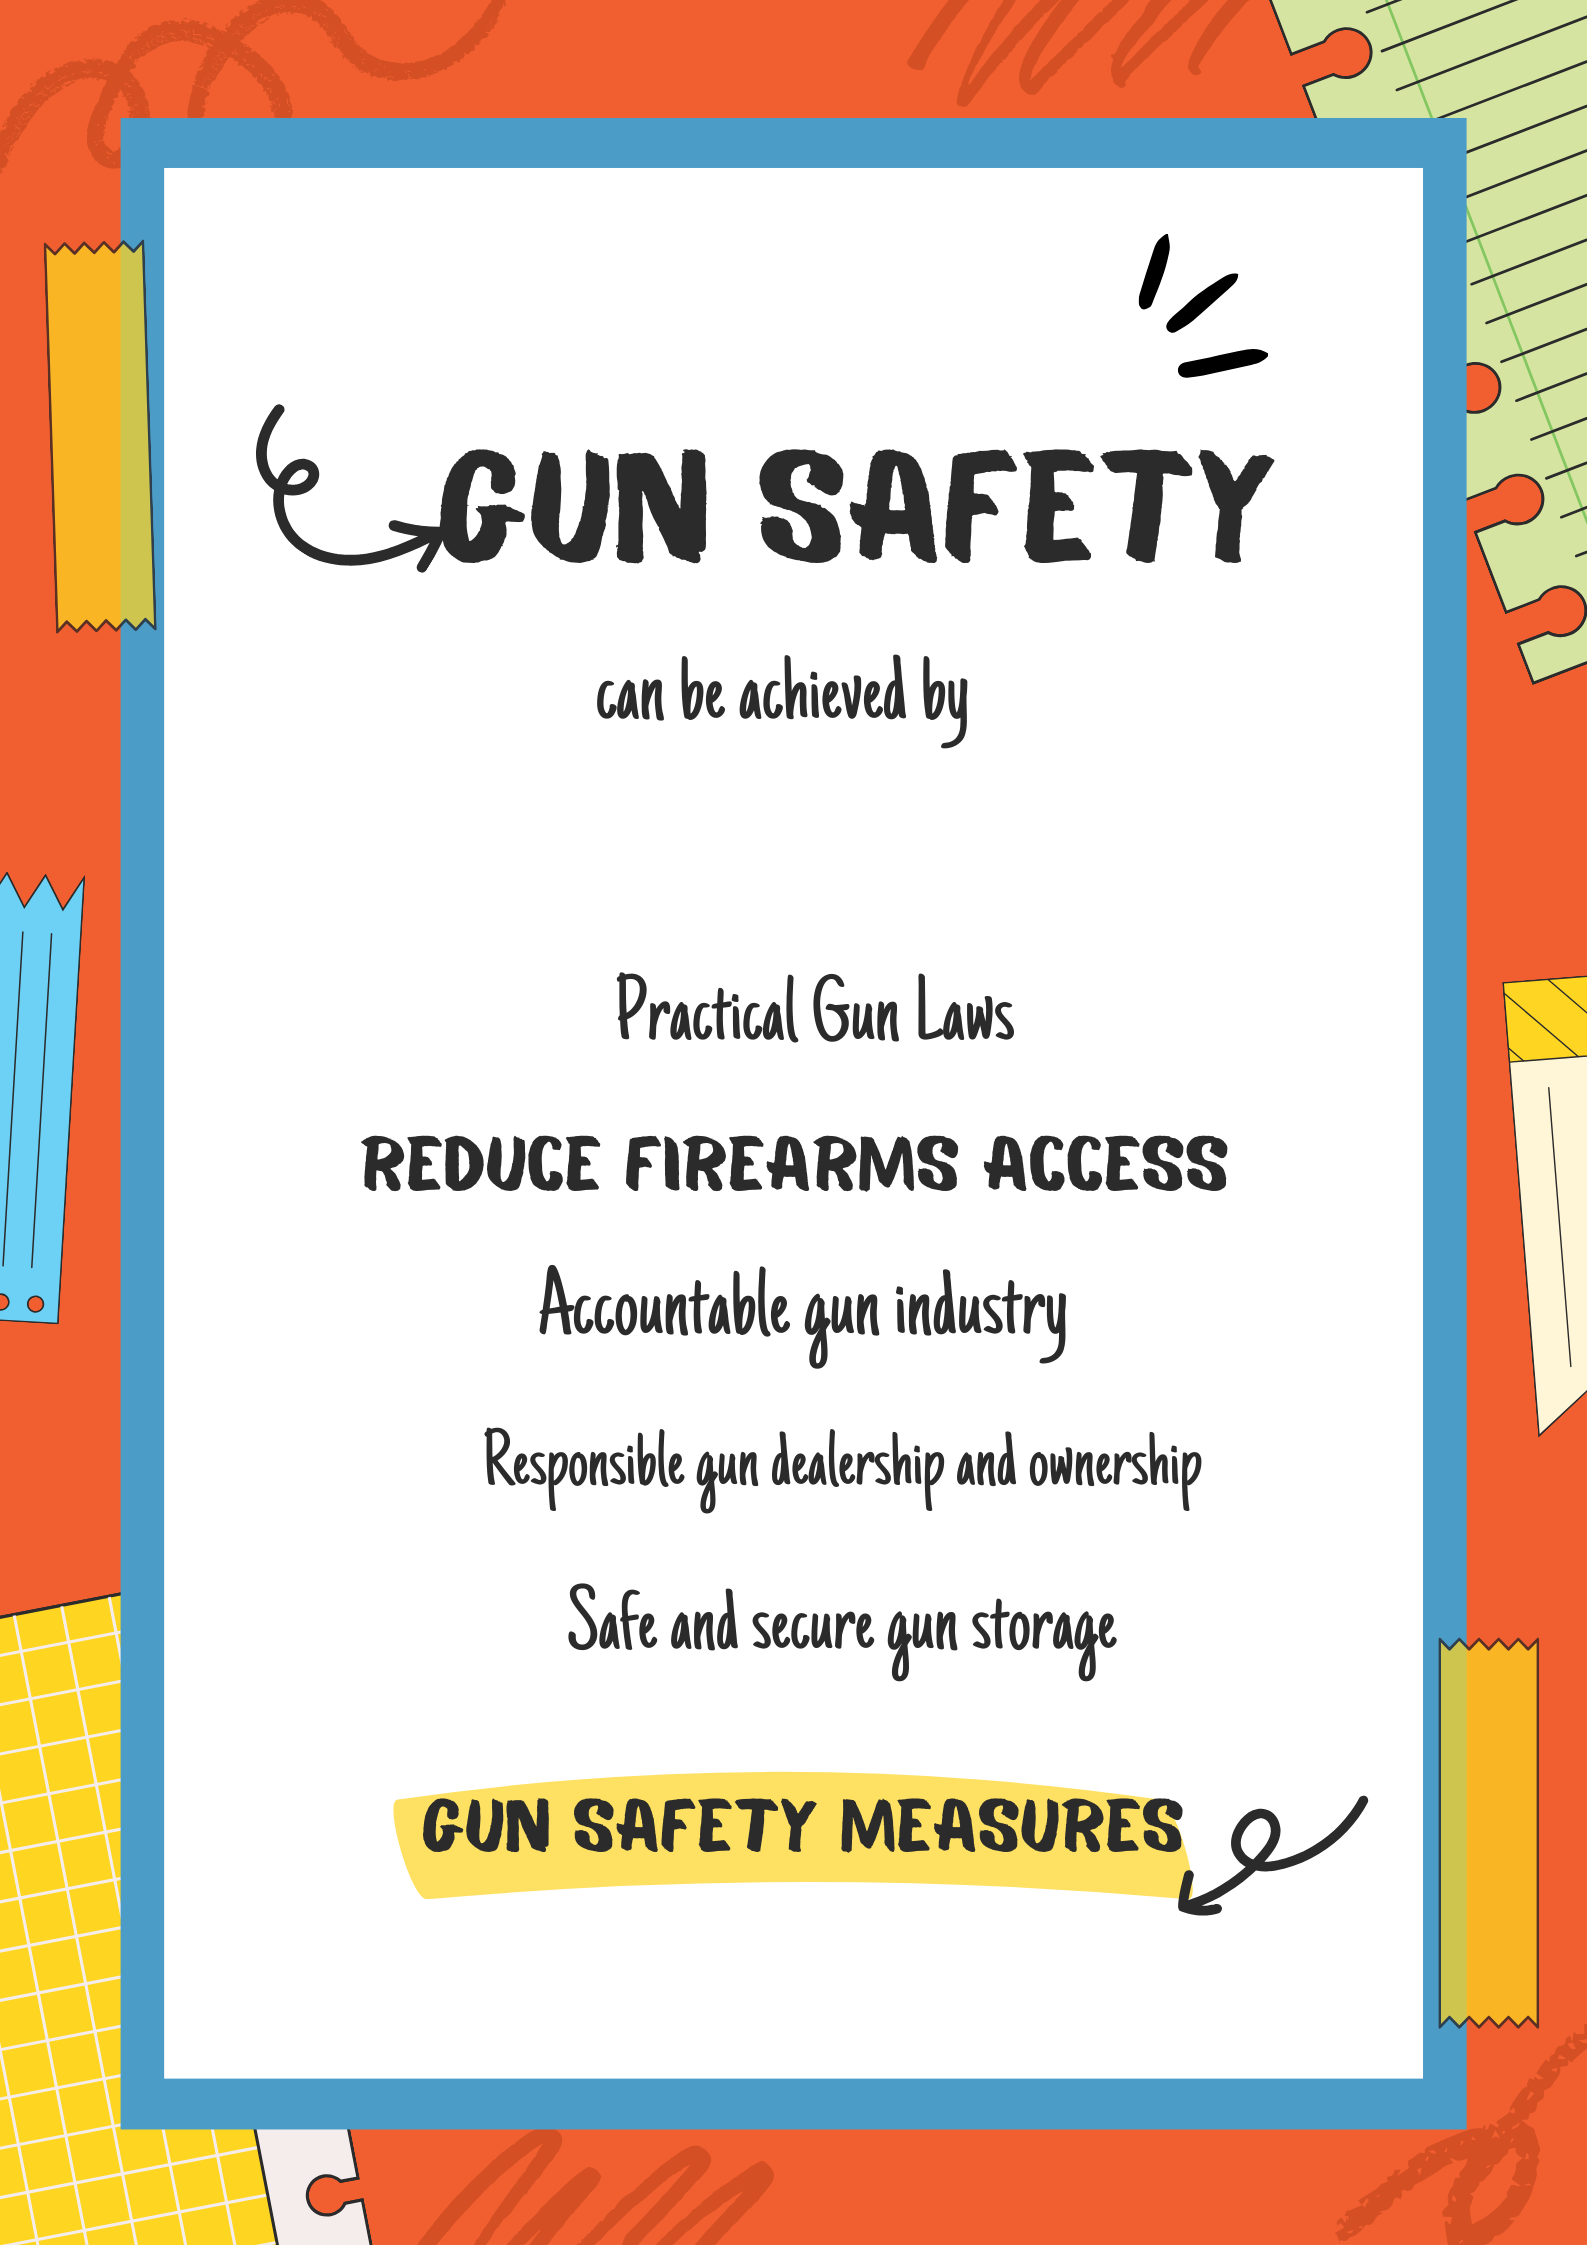 GUN SAFETY
can be achieved by
Practical Gun Laws
REDUCE FIREARMS ACCESS
Accountable gun industry
Responsible gun dealership and ownership
Safe and secure gun storage
GUN SAFETY MEASURES